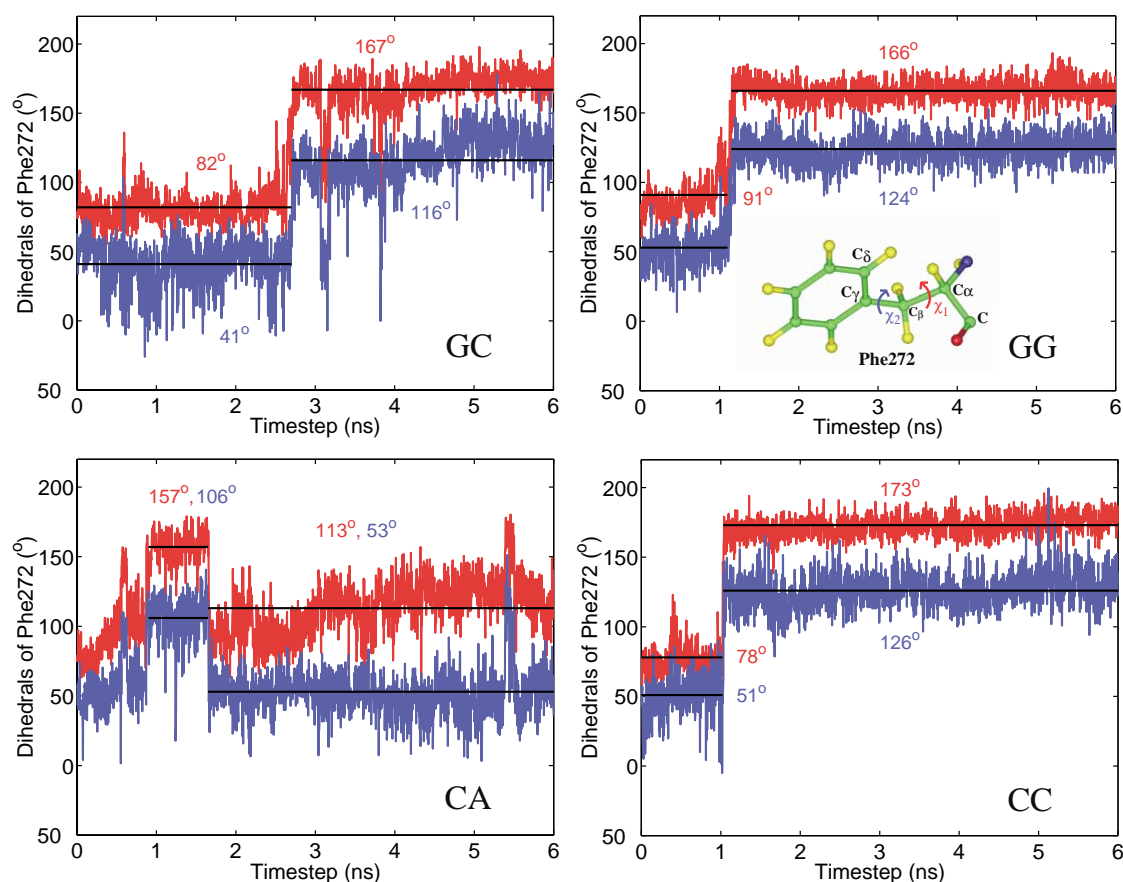 Dihedrals of Phe272 (°)
200
150
100
50
0
50
167°
82°
116°
41°
GC
0 1 2 3 4 5 6
Timestep (ns)
Dihedrals of Phe272 (°)
200
150
100
50
0
50
166°
91°
124°
Cδ
Cγ
Cβ
Cα
C
χ2
χ1
Phe272
GG
0 1 2 3 4 5 6
Timestep (ns)
Dihedrals of Phe272 (°)
200
150
100
50
0
50
157°,106°
113°, 53°
CA
0 1 2 3 4 5 6
Timestep (ns)
Dihedrals of Phe272 (°)
200
150
100
50
0
50
173°
78°
126°
51°
CC
0 1 2 3 4 5 6
Timestep (ns)